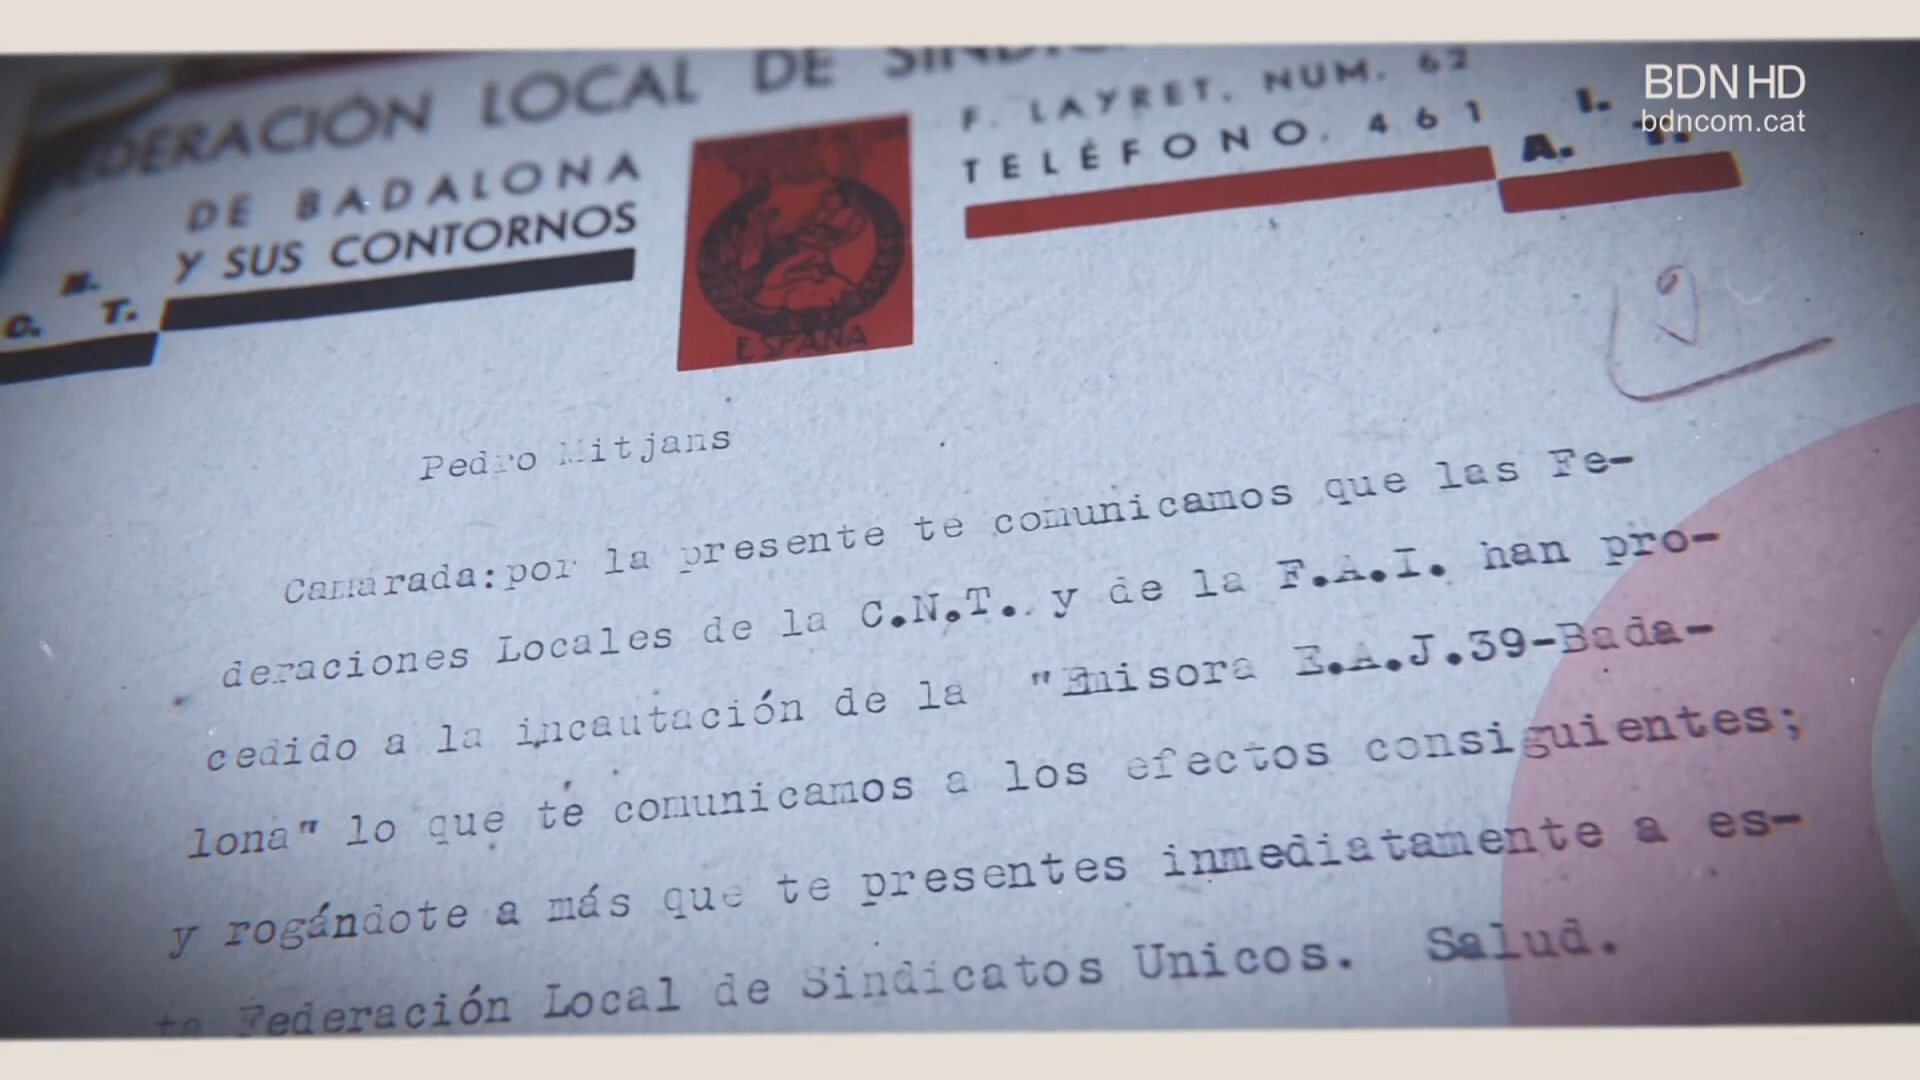 BDN HD
bdncom.cat
LOCAL DE
DE BADALONA
Y SUS CONTORNOS
C. N. T.
ESPAÑA
F. LAYRET. NUM. 62
TELÉFONO. 461
A. I. T.
Pedro Mitjans
Camarada:por la presente te comunicamos que las Fe-
deraciones Locales de la C.N.T. y de la F.A.I. han pro-
cedido a la incautación de la "Emisora E.A.J.39-Bada-
lona" lo que te comunicamos a los efectos consiguientes;
y rogándote a más que te presentes inmediatamente a es-
ta Federación Local de Sindicatos Unicos. Salud.